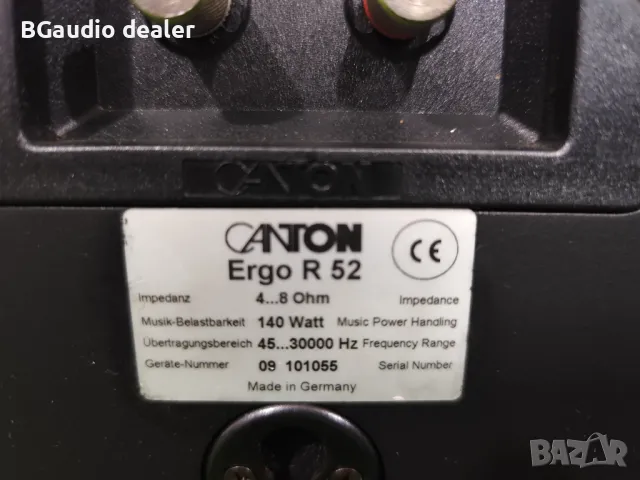 BGaudio dealer
CANTON
CANTON
CE
Ergo R 52
Impedanz 4...8 Ohm Impedance
Musik-Belastbarkeit 140 Watt Music Power Handling
Übertragungsbereich 45...30000 Hz Frequency Range
Geräte-Nummer 09 101055 Serial Number
Made in Germany
BAZAR